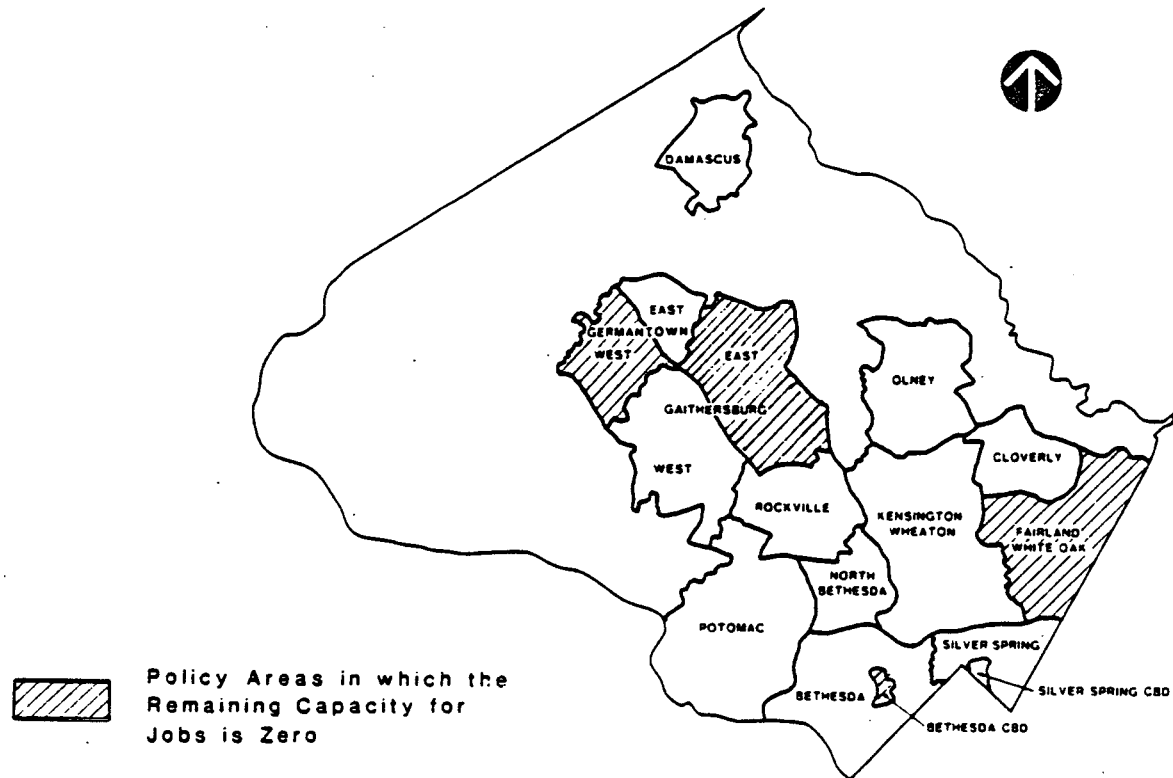 DAMASCUS
EAST
GERMANTOWN
WEST
EAST
OLNEY
GAITHERSBURG
WEST
CLOVERLY
ROCKVILLE
KENSINGTON
WHEATON
FAIRLAND
WHITE OAK
NORTH
BETHESDA
POTOMAC
SILVER SPRING
SILVER SPRING CBD
BETHESDA
BETHESDA CBD
Policy Areas in which the
Remaining Capacity for
Jobs is Zero